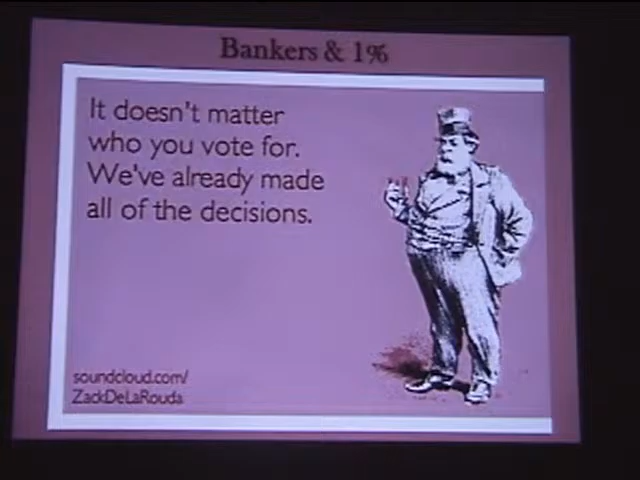 Bankers & 1%
It doesn't matter
who you vote for.
We've already made
all of the decisions.
soundcloud.com/
ZackDeLaRouda